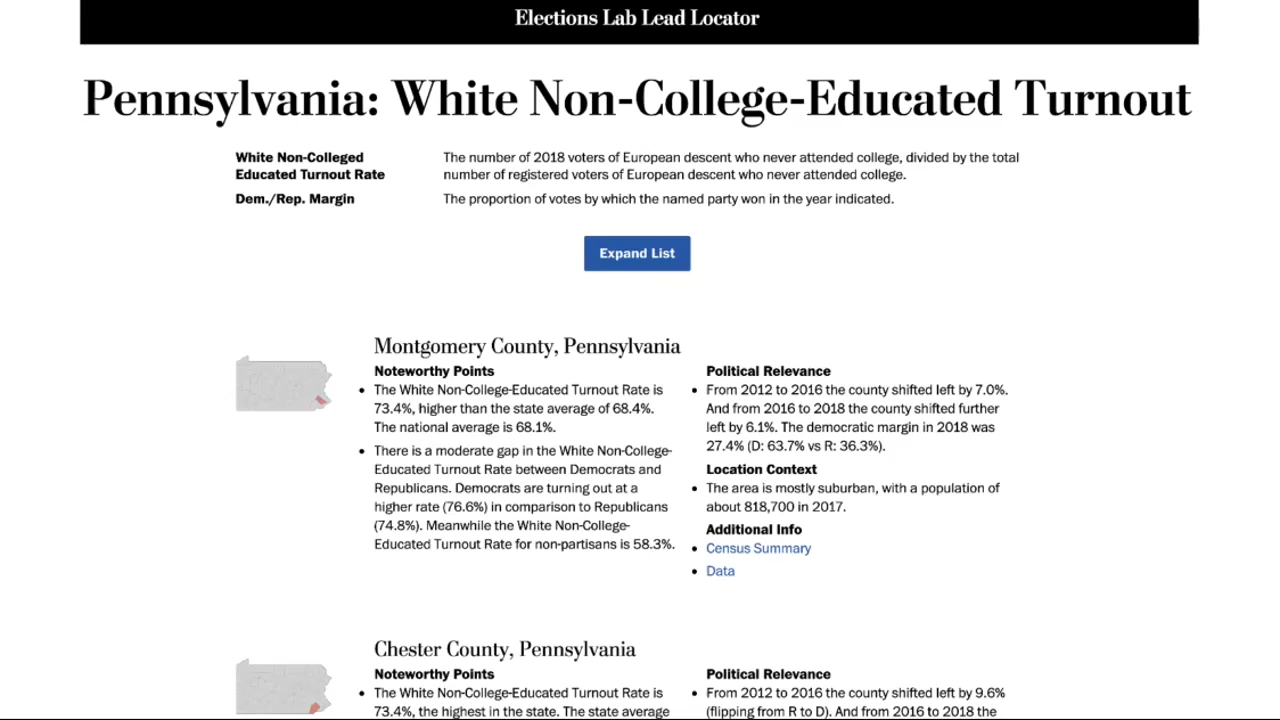 Elections Lab Lead Locator
Pennsylvania: White Non-College-Educated Turnout
White Non-Colleged
Educated Turnout Rate
The number of 2018 voters of European descent who never attended college, divided by the total
number of registered voters of European descent who never attended college.
Dem./Rep. Margin
The proportion of votes by which the named party won in the year indicated.
Expand List
Montgomery County, Pennsylvania
Noteworthy Points
• The White Non-College-Educated Turnout Rate is
73.4%, higher than the state average of 68.4%.
The national average is 68.1%.
• There is a moderate gap in the White Non-College-
Educated Turnout Rate between Democrats and
Republicans. Democrats are turning out at a
higher rate (76.6%) in comparison to Republicans
(74.8%). Meanwhile the White Non-College-
Educated Turnout Rate for non-partisans is 58.3%.
Political Relevance
• From 2012 to 2016 the county shifted left by 7.0%.
And from 2016 to 2018 the county shifted further
left by 6.1%. The democratic margin in 2018 was
27.4% (D: 63.7% vs R: 36.3%).
Location Context
• The area is mostly suburban, with a population of
about 818,700 in 2017.
Additional Info
• Census Summary
• Data
Chester County, Pennsylvania
Noteworthy Points
• The White Non-College-Educated Turnout Rate is
73.4%, the highest in the state. The state average
Political Relevance
• From 2012 to 2016 the county shifted left by 9.6%
(flipping from R to D). And from 2016 to 2018 the